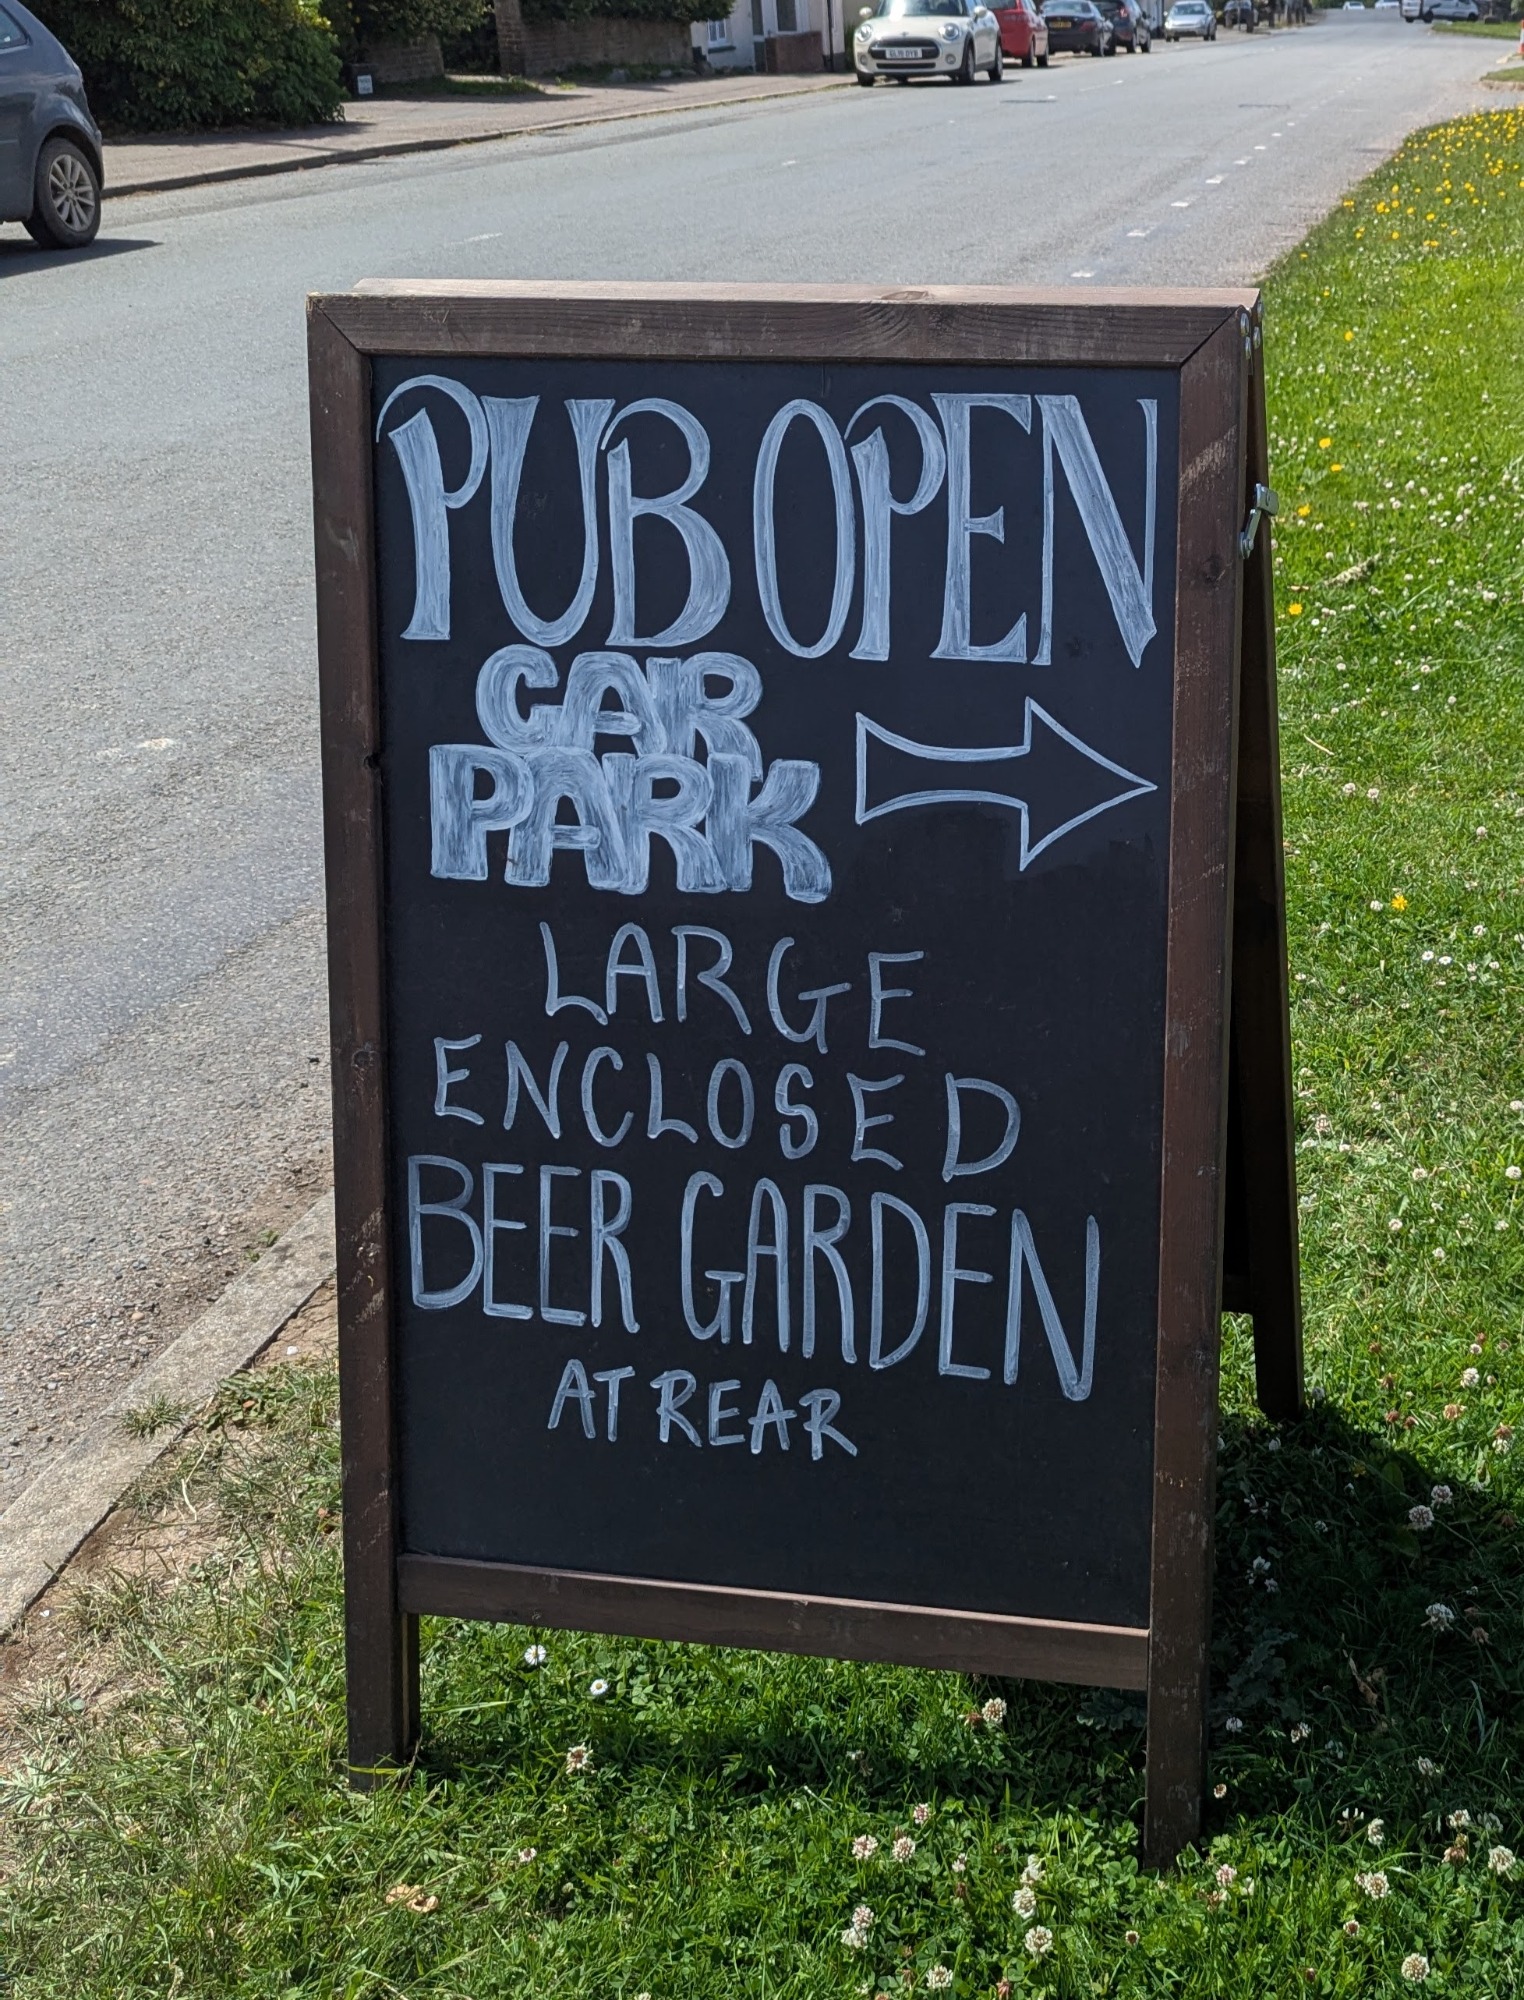 PUB OPEN
CAR
PARK
LARGE
ENCLOSED
BEER GARDEN
AT REAR